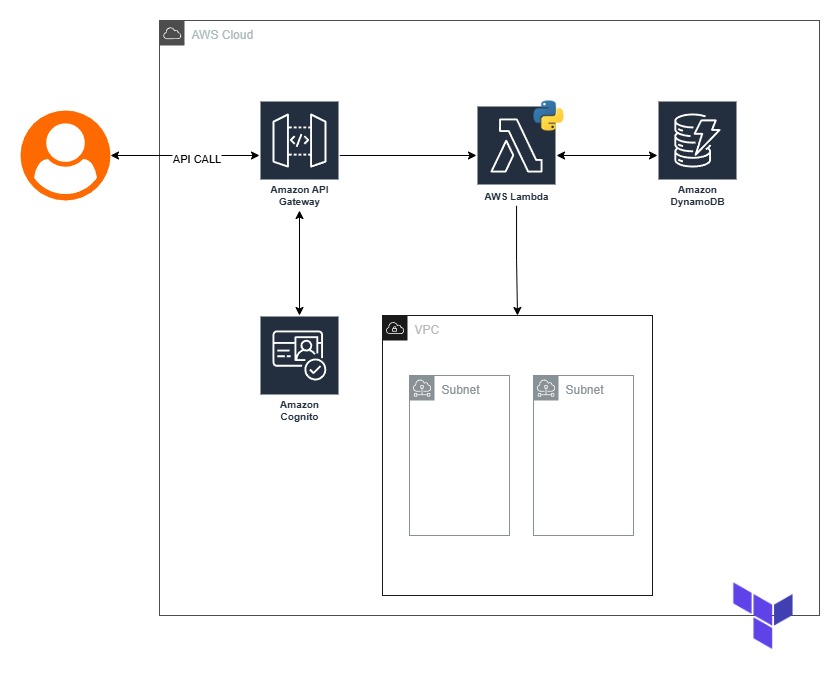 AWS Cloud
API CALL
Amazon API
Gateway
AWS Lambda
Amazon
DynamoDB
VPC
Amazon
Cognito
Subnet
Subnet